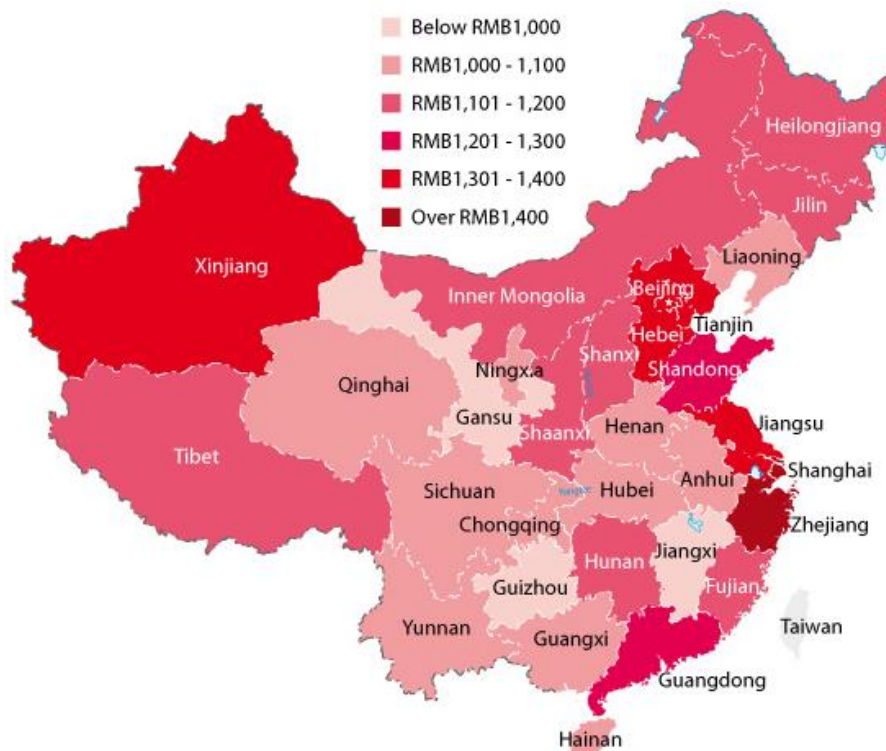 Below RMB1,000
RMB1,000 - 1,100
RMB1,101 - 1,200
RMB1,201 - 1,300
RMB1,301 - 1,400
Over RMB1,400
Heilongjiang
Jilin
Liaoning
Xinjiang
Inner Mongolia
Beijing
Tianjin
Hebei
Shanxi
Shandong
Ningx.a
Qinghai
Gansu
Shaanxi
Henan
Jiangsu
Tibet
Shanghai
Anhui
Sichuan
Hubei
Chongqing
Zhejiang
Jiangxi
Hunan
Guizhou
Fujian
Yunnan
Guangxi
Taiwan
Guangdong
Hainan